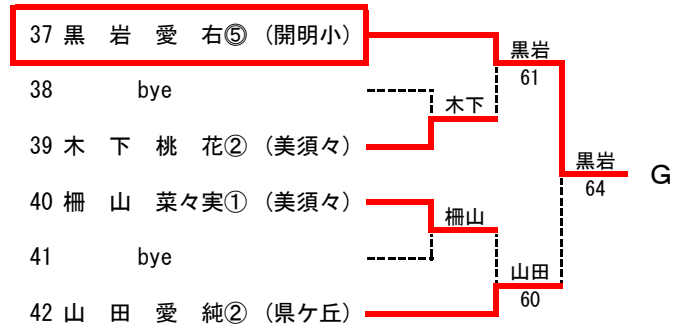 37 黒 岩 愛 右⑤ (開明小)
黒岩
61
38 bye
木下
39 木 下 桃 花② (美須々)
黒岩
64
G
40 柵 山 菜々実① (美須々)
柵山
41 bye
山田
60
42 山 田 愛 純② (県ケ丘)